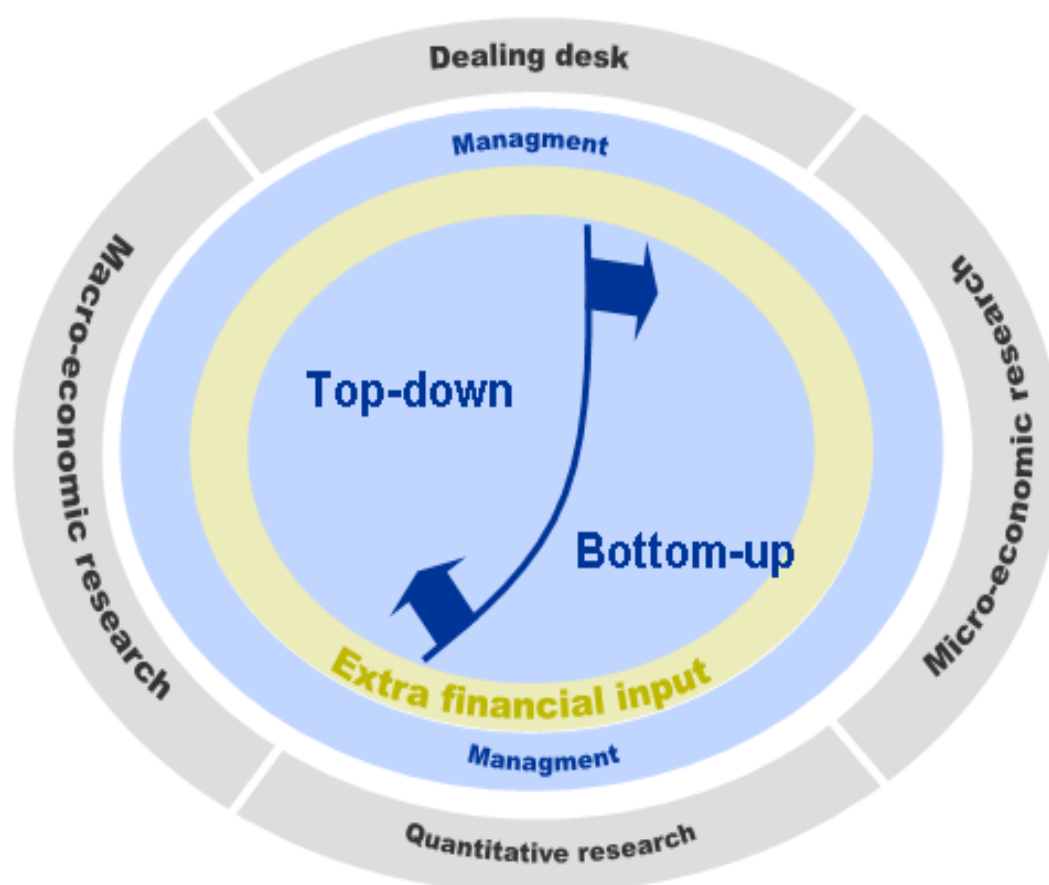 Dealing desk
Managment
Macro-economic research
Micro-economic research
Top-down
Bottom-up
Extra financial input
Managment
Quantitative research